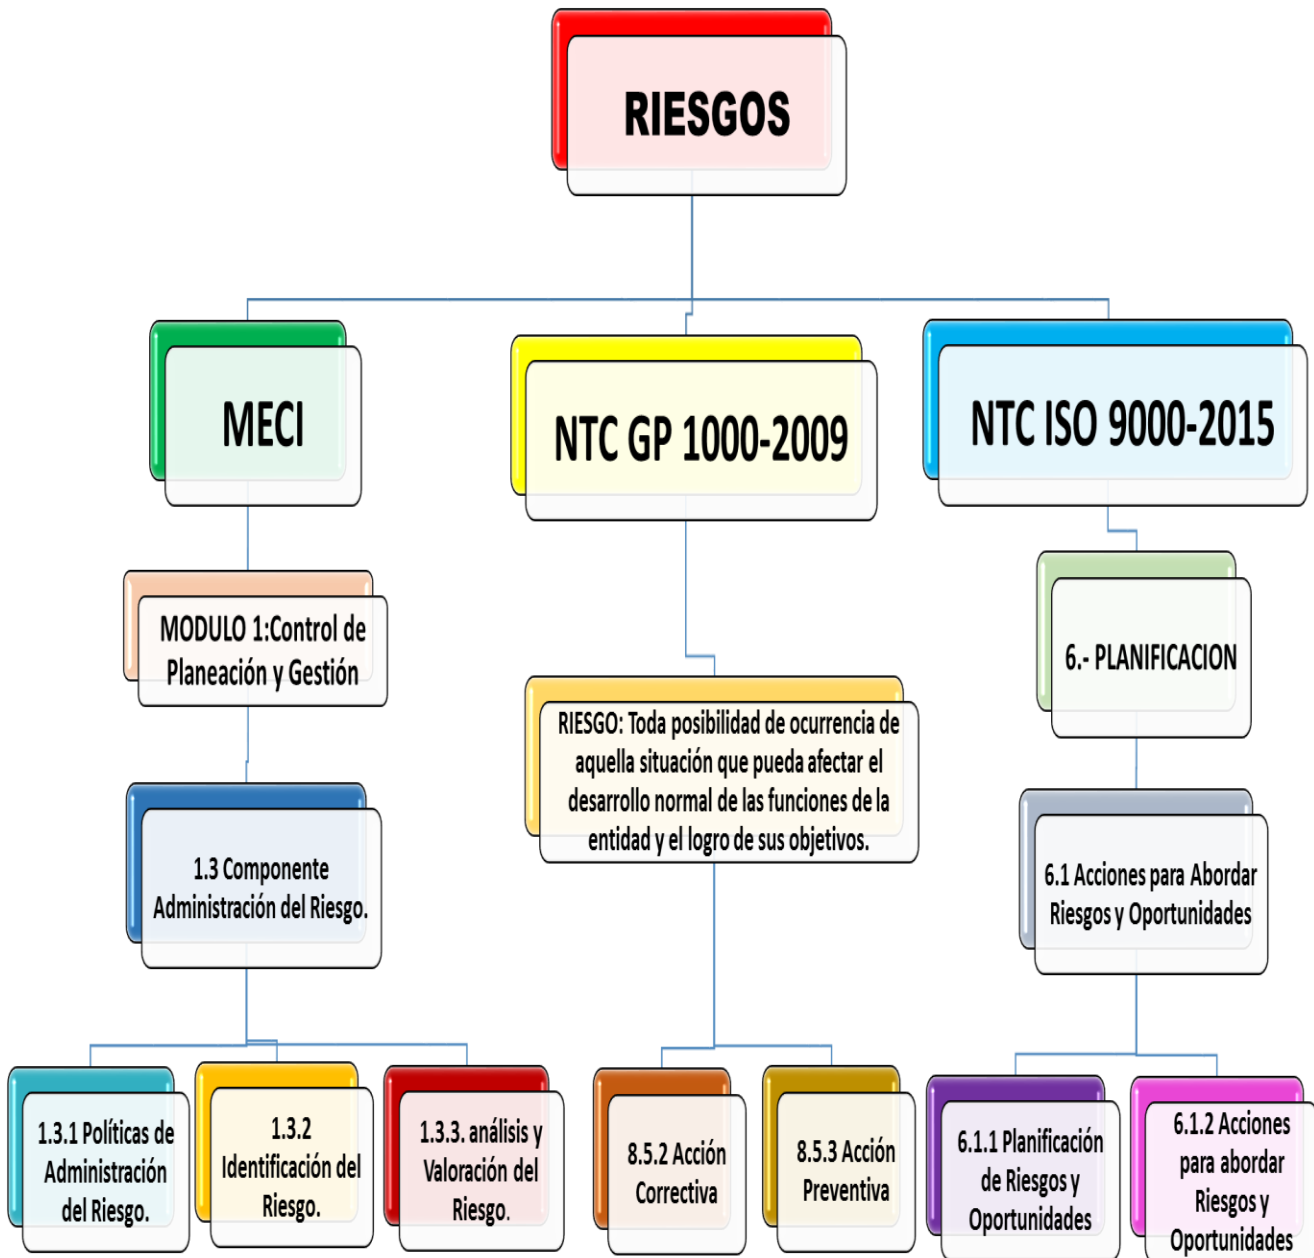 RIESGOS
MECI
NTC GP 1000-2009
NTC ISO 9000-2015
MODULO 1:Control de
Planeación y Gestión
6.- PLANIFICACION
RIESGO: Toda posibilidad de ocurrencia de
aquella situación que pueda afectar el
desarrollo normal de las funciones de la
entidad y el logro de sus objetivos.
1.3 Componente
Administración del Riesgo.
6.1 Acciones para Abordar
Riesgos y Oportunidades
1.3.1 Políticas de
Administración
del Riesgo.
1.3.2
Identificación del
Riesgo.
1.3.3. análisis y
Valoración del
Riesgo.
8.5.2 Acción
Correctiva
8.5.3 Acción
Preventiva
6.1.1 Planificación
de Riesgos y
Oportunidades
6.1.2 Acciones
para abordar
Riesgos y
Oportunidades